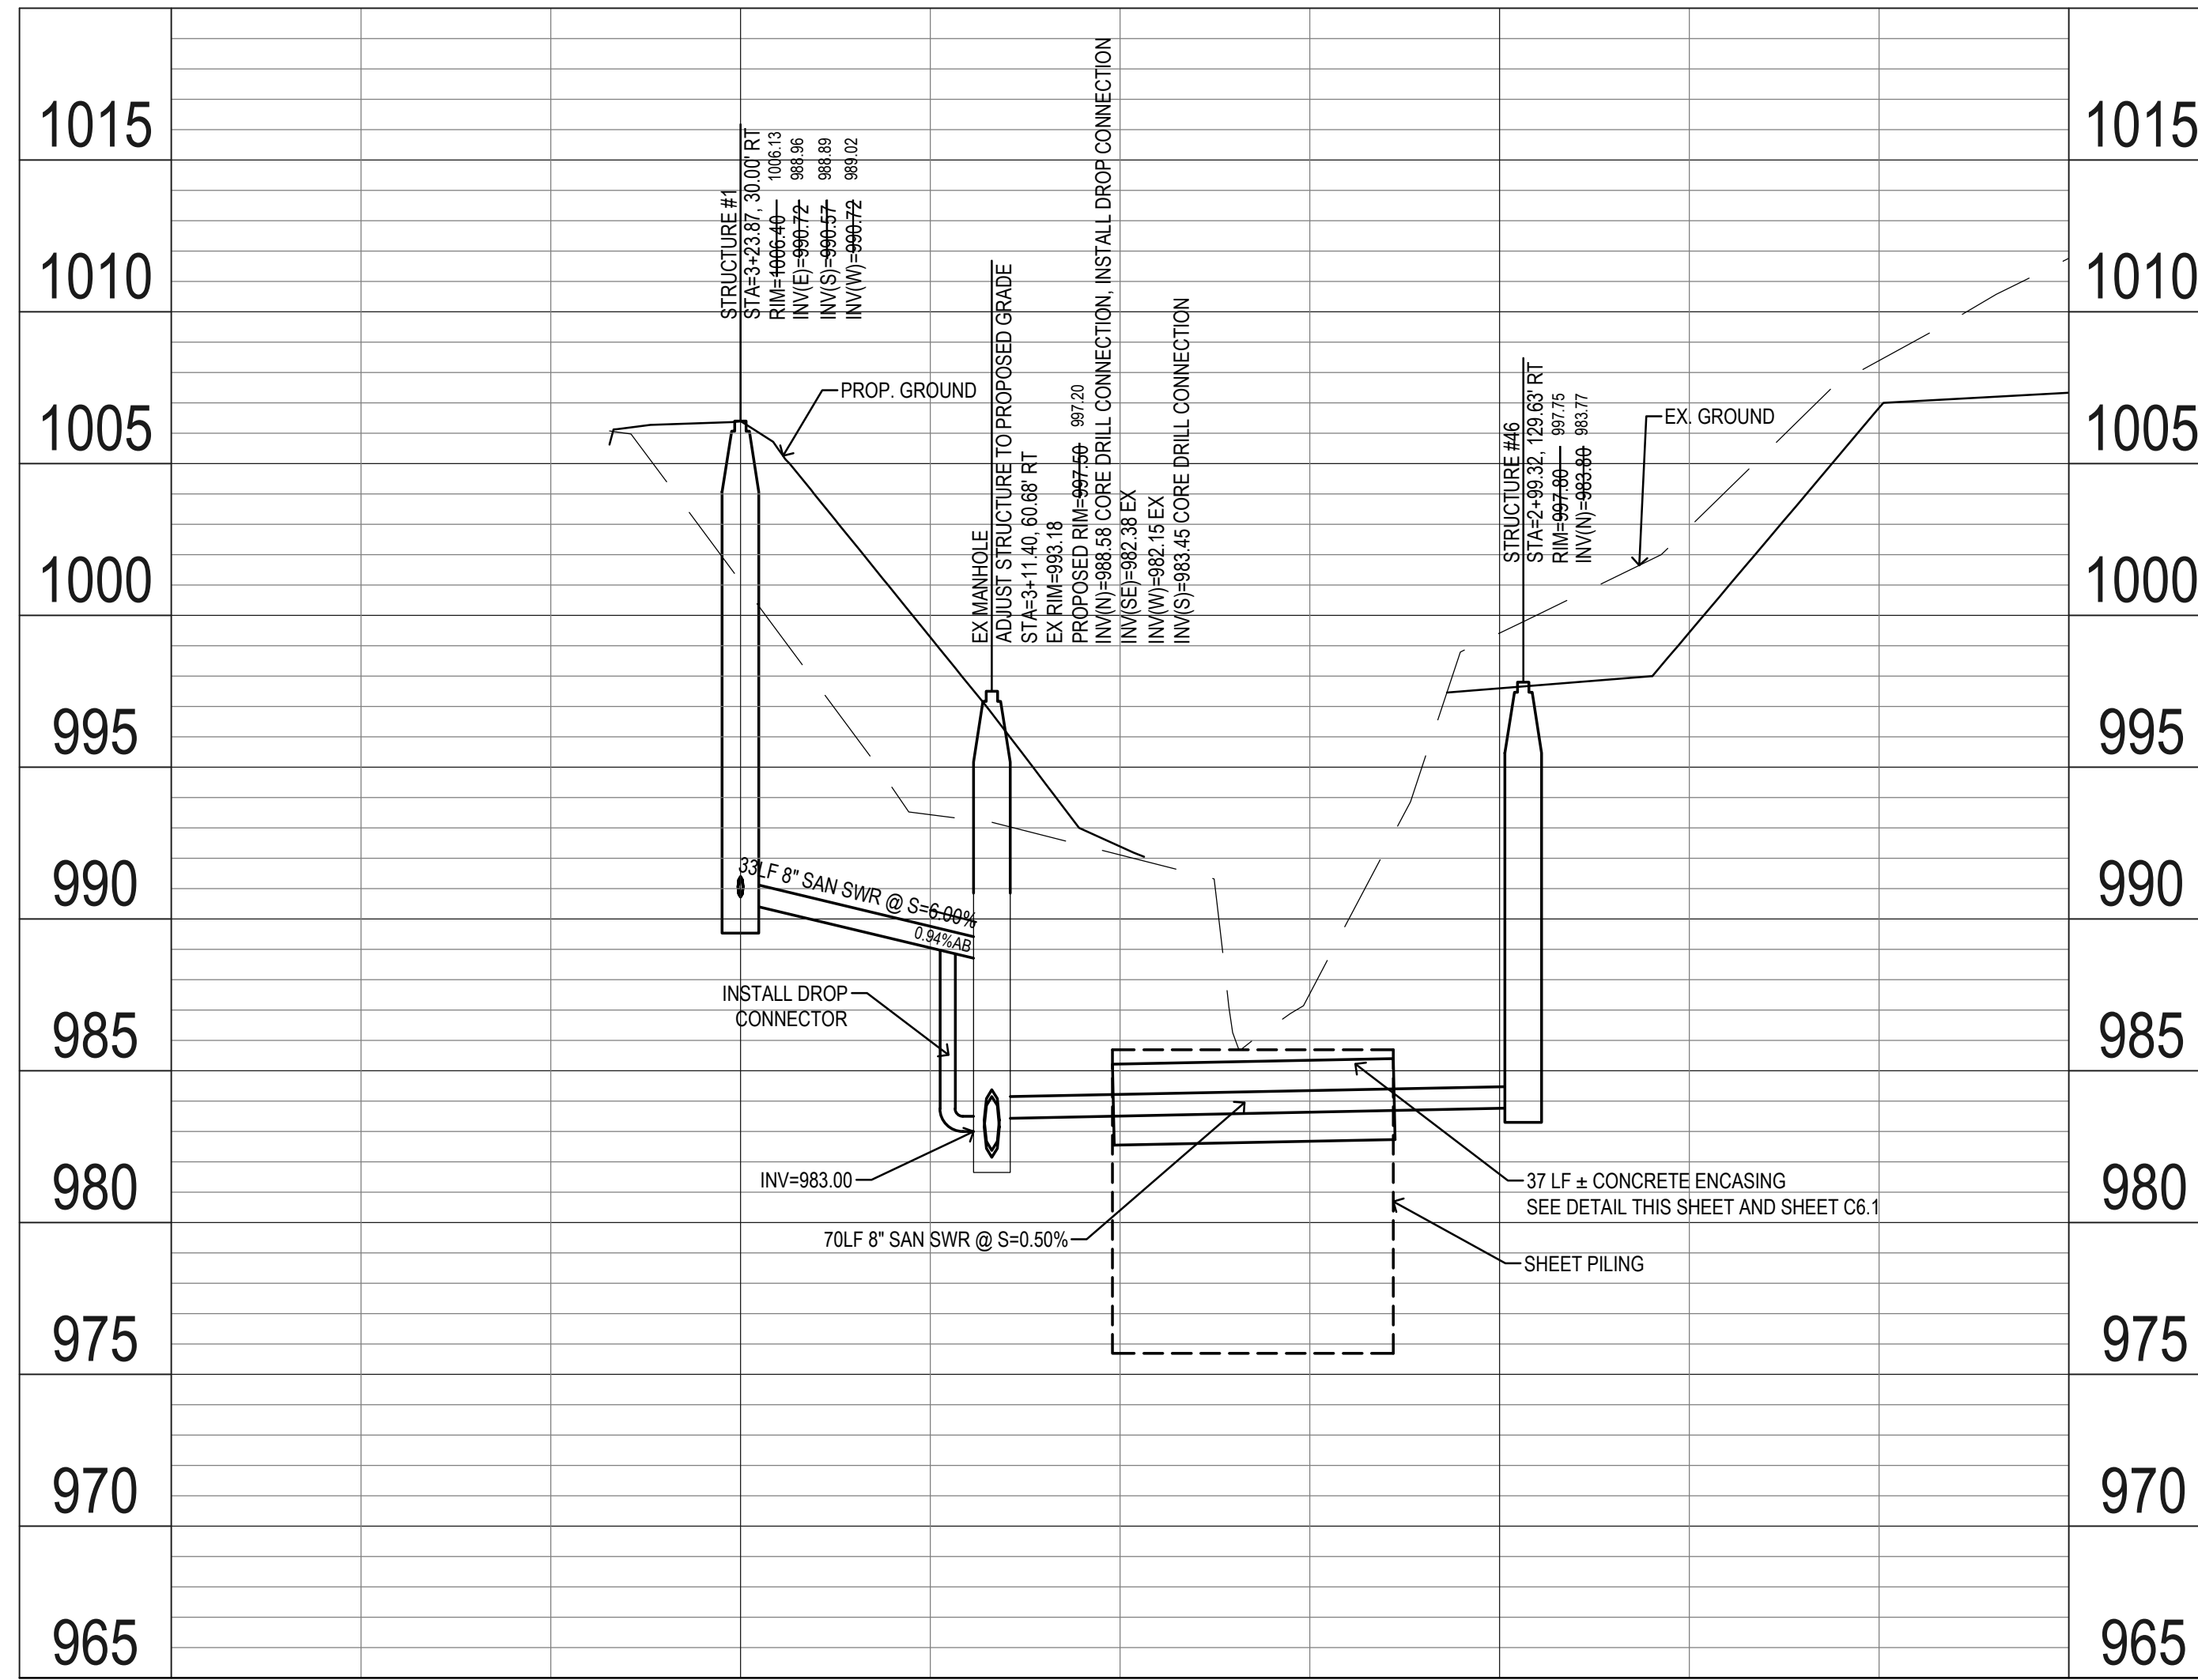 1015
1010
1005
1000
995
990
985
980
975
970
965
1015
1010
1005
1000
995
990
985
980
975
970
965
STRUCTURE #1
STA=3+23.87, 30.00' RT
RIM=1006.40 1006.13
INV(E)=990.72 988.96
INV(S)=990.57 988.89
INV(W)=990.72 989.02
PROP. GROUND
EX MANHOLE
ADJUST STRUCTURE TO PROPOSED GRADE
STA=3+11.40, 60.68' RT
EX RIM=993.18
PROPOSED RIM=997.50 997.20
INV(N)=988.58 CORE DRILL CONNECTION, INSTALL DROP CONNECTION
INV(SE)=982.38 EX
INV(W)=982.15 EX
INV(S)=983.45 CORE DRILL CONNECTION
STRUCTURE #46
STA=2+99.32, 129.63' RT
RIM=997.80 997.75
INV(N)=983.80 983.77
EX. GROUND
33LF 8" SAN SWR @ S=6.00%
0.94%AB
INSTALL DROP
CONNECTOR
INV=983.00
70LF 8" SAN SWR @ S=0.50%
37 LF ± CONCRETE ENCASING
SEE DETAIL THIS SHEET AND SHEET C6.1
SHEET PILING